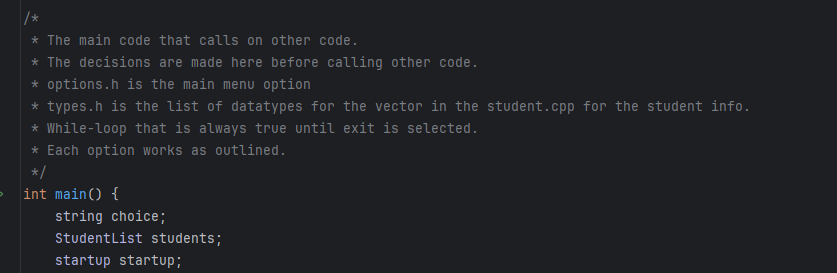 /*
 * The main code that calls on other code.
 * The decisions are made here before calling other code.
 * options.h is the main menu option
 * types.h is the list of datatypes for the vector in the student.cpp for the student info.
 * While-loop that is always true until exit is selected.
 * Each option works as outlined.
 */
int main() {
    string choice;
    StudentList students;
    startup startup;